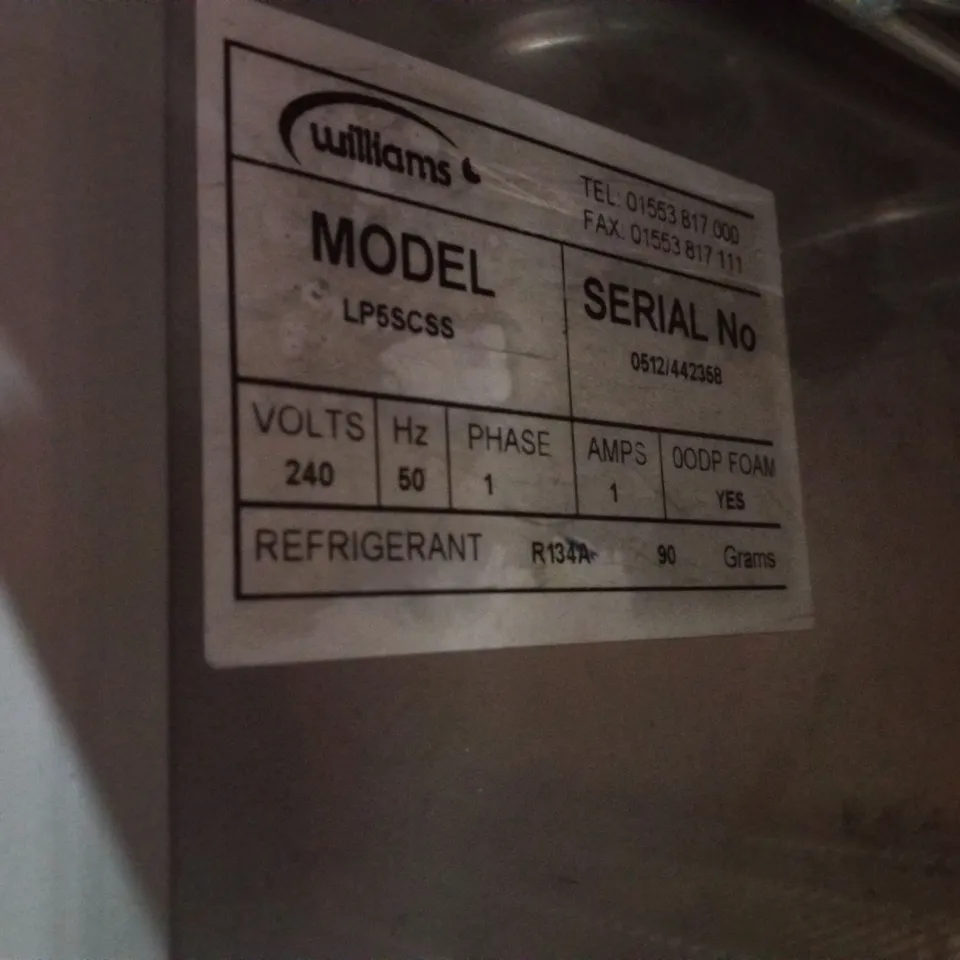 williams
TEL: 01553 817 000
FAX: 01553 817 111
MODEL
LP5SCSS
SERIAL No
0512/442358
VOLTS Hz PHASE AMPS 0ODP FOAM
240 50 1 1 YES
REFRIGERANT R134A 90 Grams